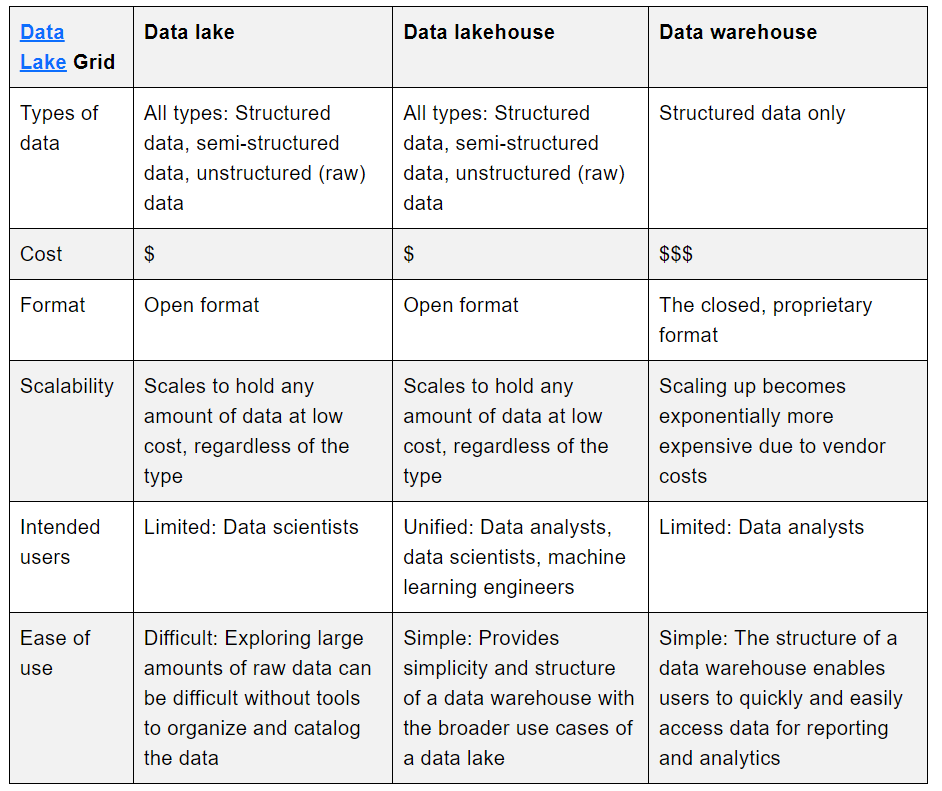 Data Lake Grid
Data lake
Data lakehouse
Data warehouse
Types of data
All types: Structured
data, semi-structured
data, unstructured (raw)
data
All types: Structured
data, semi-structured
data, unstructured (raw)
data
Structured data only
Cost
$
$
$$$
Format
Open format
Open format
The closed, proprietary
format
Scalability
Scales to hold any
amount of data at low
cost, regardless of the
type
Scales to hold any
amount of data at low
cost, regardless of the
type
Scaling up becomes
exponentially more
expensive due to vendor
costs
Intended
users
Limited: Data scientists
Unified: Data analysts,
data scientists, machine
learning engineers
Limited: Data analysts
Ease of
use
Difficult: Exploring large
amounts of raw data can
be difficult without tools
to organize and catalog
the data
Simple: Provides
simplicity and structure
of a data warehouse with
the broader use cases of
a data lake
Simple: The structure of a
data warehouse enables
users to quickly and easily
access data for reporting
and analytics